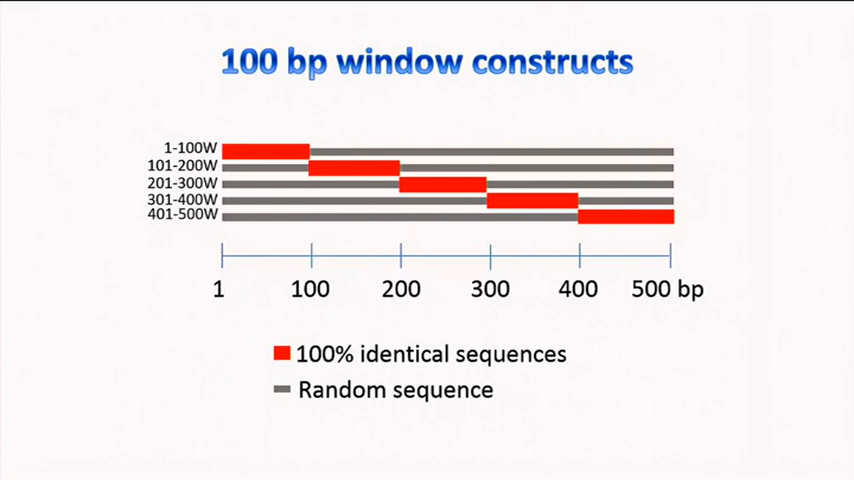 100 bp window constructs
1-100W
101-200W
201-300W
301-400W
401-500W
1 100 200 300 400 500 bp
100% identical sequences
Random sequence